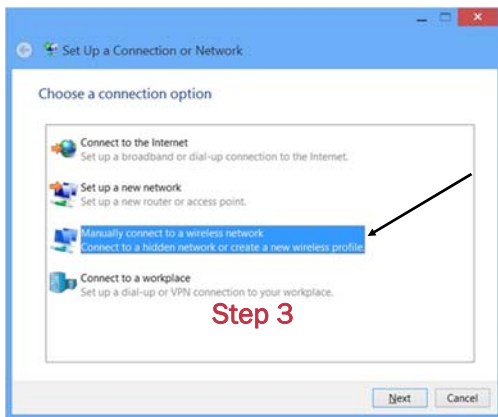 Set Up a Connection or Network
Choose a connection option
Connect to the Internet
Set up a broadband or dial-up connection to the Internet.
Set up a new network
Set up a new router or access point.
Manually connect to a wireless network
Connect to a hidden network or create a new wireless profile
Connect to a workplace
Set up a dial-up or VPN connection to your workplace.
Step 3
Next Cancel